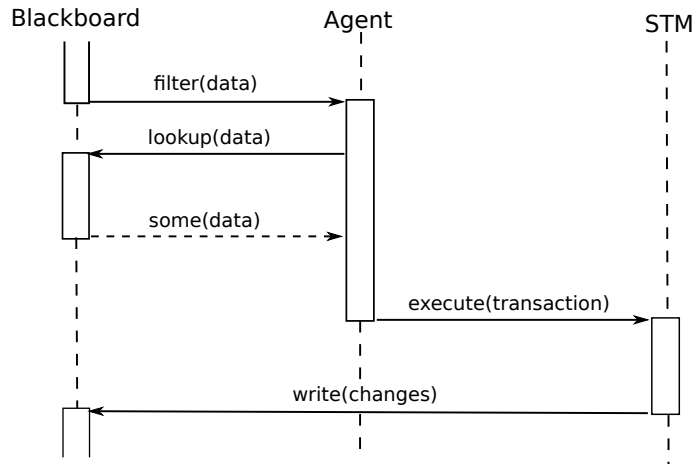 Blackboard
Agent
STM
filter(data)
lookup(data)
some(data)
execute(transaction)
write(changes)